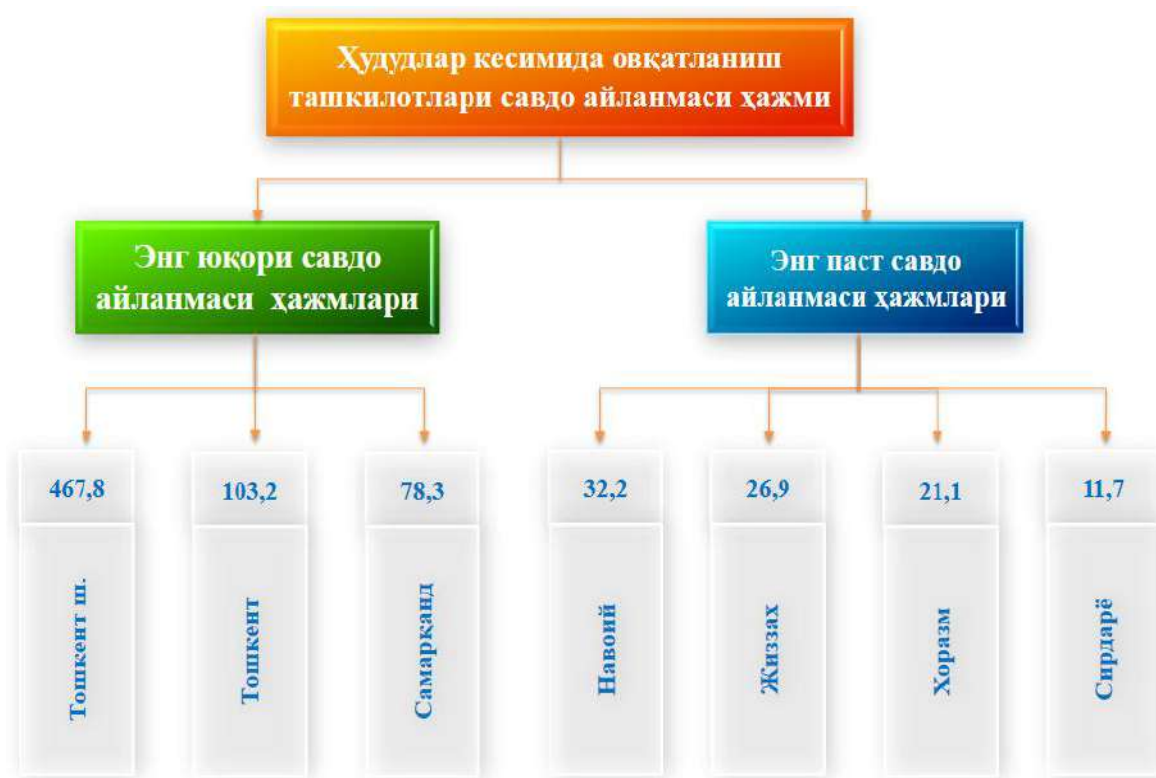 Ҳудудлар кесимида овқатланиш
ташкилотлари савдо айланмаси ҳажми
Энг юқори савдо
айланмаси ҳажмлари
Энг паст савдо
айланмаси ҳажмлари
467,8
103,2
78,3
32,2
26,9
21,1
11,7
Тошкент ш.
Тошкент
Самарқанд
Навоий
Жиззах
Хоразм
Сирдарё